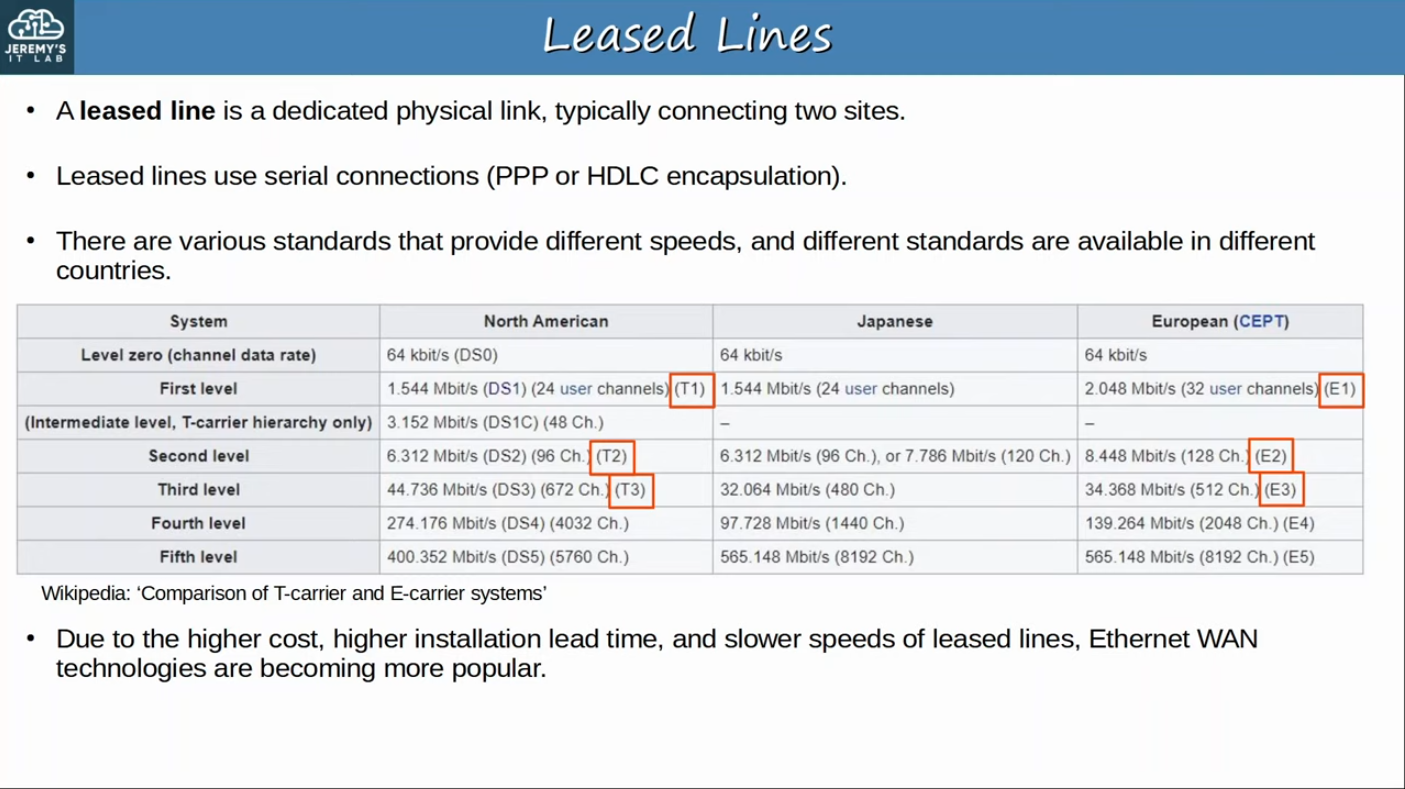 JEREMY'S
IT LAB
Leased Lines
• A leased line is a dedicated physical link, typically connecting two sites.
• Leased lines use serial connections (PPP or HDLC encapsulation).
• There are various standards that provide different speeds, and different standards are available in different
countries.
System North American Japanese European (CEPT)
Level zero (channel data rate) 64 kbit/s (DS0) 64 kbit/s 64 kbit/s
First level 1.544 Mbit/s (DS1) (24 user channels) (T1) 1.544 Mbit/s (24 user channels) 2.048 Mbit/s (32 user channels) (E1)
(Intermediate level, T-carrier hierarchy only) 3.152 Mbit/s (DS1C) (48 Ch.) – –
Second level 6.312 Mbit/s (DS2) (96 Ch.) (T2) 6.312 Mbit/s (96 Ch.), or 7.786 Mbit/s (120 Ch.) 8.448 Mbit/s (128 Ch.) (E2)
Third level 44.736 Mbit/s (DS3) (672 Ch.) (T3) 32.064 Mbit/s (480 Ch.) 34.368 Mbit/s (512 Ch.) (E3)
Fourth level 274.176 Mbit/s (DS4) (4032 Ch.) 97.728 Mbit/s (1440 Ch.) 139.264 Mbit/s (2048 Ch.) (E4)
Fifth level 400.352 Mbit/s (DS5) (5760 Ch.) 565.148 Mbit/s (8192 Ch.) 565.148 Mbit/s (8192 Ch.) (E5)
Wikipedia: ‘Comparison of T-carrier and E-carrier systems’
• Due to the higher cost, higher installation lead time, and slower speeds of leased lines, Ethernet WAN
technologies are becoming more popular.